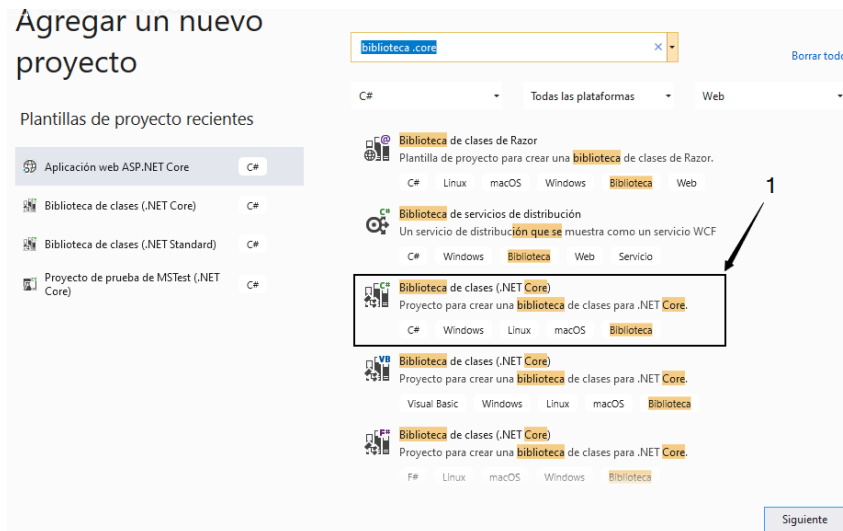 Agregar un nuevo
proyecto
Plantillas de proyecto recientes
Aplicación web ASP.NET Core C#
Biblioteca de clases (.NET Core) C#
Biblioteca de clases (.NET Standard) C#
Proyecto de prueba de MSTest (.NET
Core) C#
biblioteca .core
Borrar todo
C# Todas las plataformas Web
Biblioteca de clases de Razor
Plantilla de proyecto para crear una biblioteca de clases de Razor.
C# Linux macOS Windows Biblioteca Web
1
Biblioteca de servicios de distribución
Un servicio de distribución que se muestra como un servicio WCF
C# Windows Biblioteca Web Servicio
Biblioteca de clases (.NET Core)
Proyecto para crear una biblioteca de clases para .NET Core.
C# Windows Linux macOS Biblioteca
Biblioteca de clases (.NET Core)
Proyecto para crear una biblioteca de clases para .NET Core.
Visual Basic Windows Linux macOS Biblioteca
Biblioteca de clases (.NET Core)
Proyecto para crear una biblioteca de clases para .NET Core.
F# Linux macOS Windows Biblioteca
Siguiente